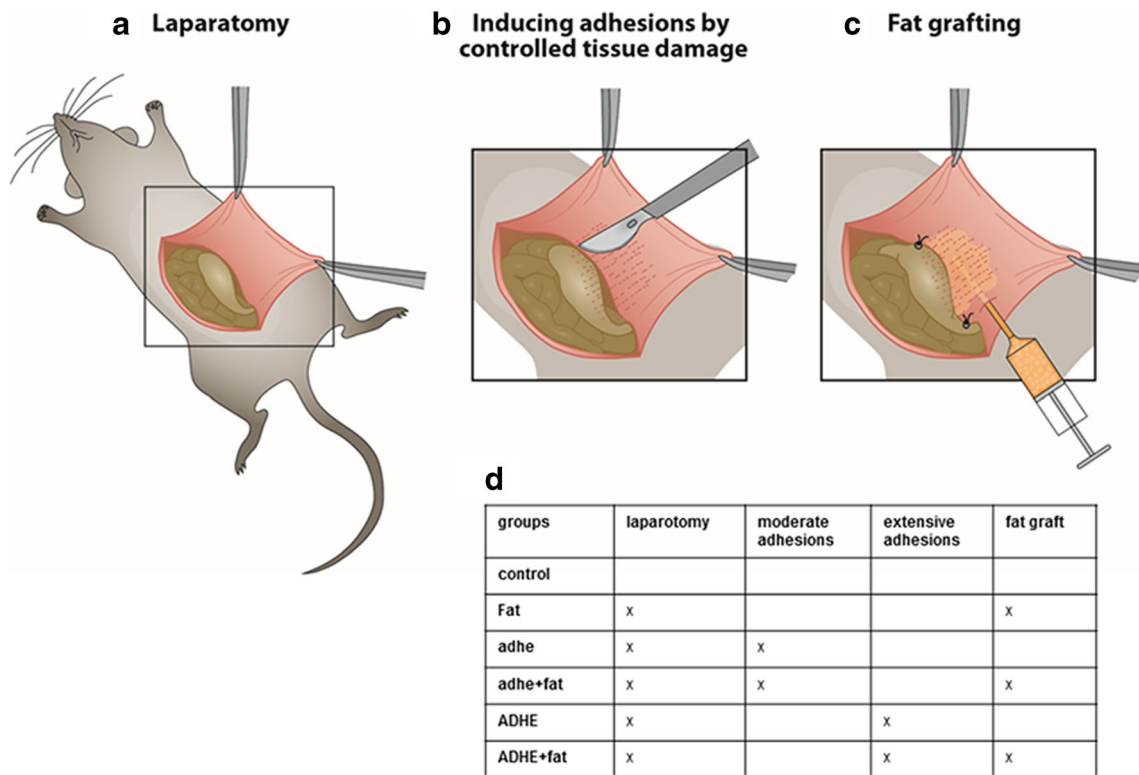 a Laparatomy
b Inducing adhesions by
controlled tissue damage
c Fat grafting
d
groups laparotomy moderate adhesions extensive adhesions fat graft
control
Fat x x
adhe x x
adhe+fat x x x
ADHE x x
ADHE+fat x x x